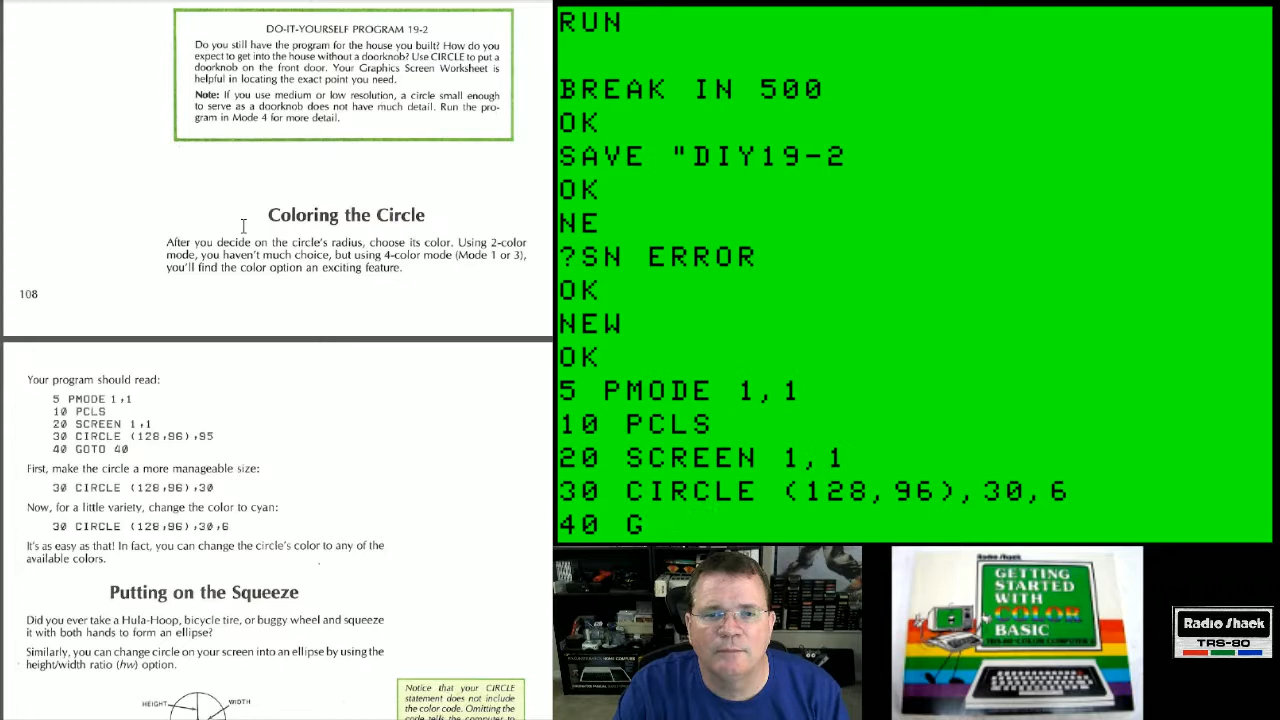 DO-IT-YOURSELF PROGRAM 19-2
Do you still have the program for the house you built? How do you
expect to get into the house without a doorknob? Use CIRCLE to put a
doorknob on the front door. Your Graphics Screen Worksheet is
helpful in locating the exact point you need.
Note: If you use medium or low resolution, a circle small enough
to serve as a doorknob does not have much detail. Run the pro-
gram in Mode 4 for more detail.
Coloring the Circle
After you decide on the circle's radius, choose its color. Using 2-color
mode, you haven't much choice, but using 4-color mode (Mode 1 or 3),
you'll find the color option an exciting feature.
108
Your program should read:
5 PMODE 1,1
10 PCLS
20 SCREEN 1,1
30 CIRCLE (128,96),95
40 GOTO 40
First, make the circle a more manageable size:
30 CIRCLE (128,96),30
Now, for a little variety, change the color to cyan:
30 CIRCLE (128,96),30,6
It's as easy as that! In fact, you can change the circle's color to any of the
available colors.
Putting on the Squeeze
Did you ever take a Hula-Hoop, bicycle tire, or buggy wheel and squeeze
it with both hands to form an ellipse?
Similarly, you can change circle on your screen into an ellipse by using the
height/width ratio (hw) option.
HEIGHT
WIDTH
Notice that your CIRCLE
statement does not include
the color code. Omitting the
code tells the computer to
RUN
BREAK IN 500
OK
SAVE "DIY19-2
OK
NE
?SN ERROR
OK
NEW
OK
5 PMODE 1,1
10 PCLS
20 SCREEN 1,1
30 CIRCLE (128,96),30,6
40 G
Radio Shack
GETTING
STARTED
WITH
COLOR
BASIC
Radio Shack
TRS-80